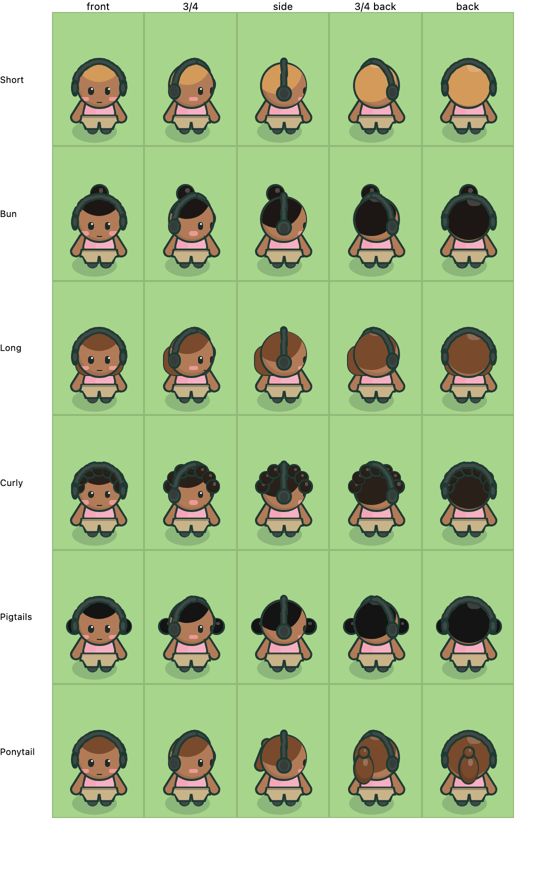 front 3/4 side 3/4 back back
Short
Bun
Long
Curly
Pigtails
Ponytail